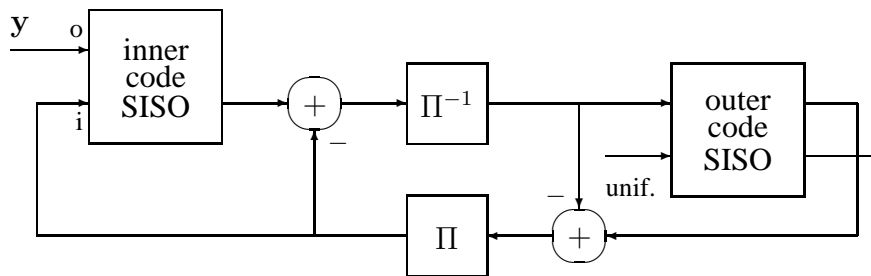 y
o
inner
code
SISO
i
+
−
Π⁻¹
outer
code
SISO
unif.
−
Π
+